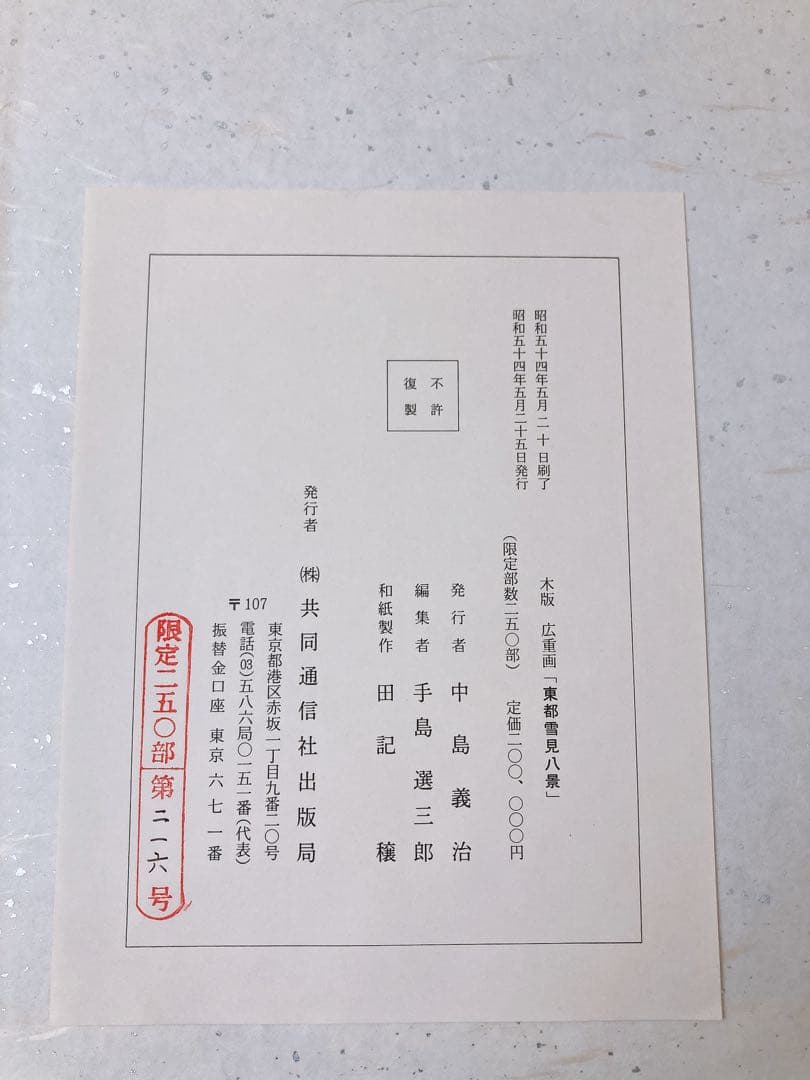 昭和五十四年五月二十日刷了
昭和五十四年五月二十五日発行
木版 広重画「東都雪見八景」
(限定部数二五〇部) 定価二〇〇、〇〇〇円
不許
復製
発行者 中島義治
編集者 手島選三郎
和紙製作 田記穣
発行者 ㈱共同通信社出版局
〒107 東京都港区赤坂一丁目九番二〇号
電話(03)五八六局〇一五一番(代表)
振替金口座 東京 六七一番
限定二五〇部 第二一六号